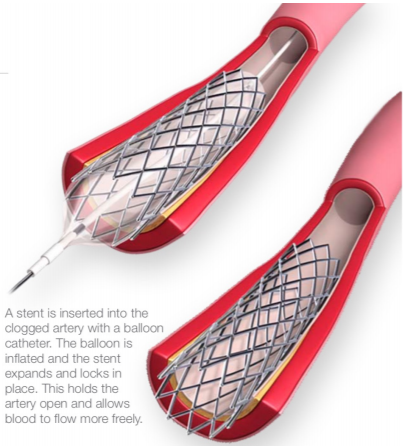 A stent is inserted into the
clogged artery with a balloon
catheter. The balloon is
inflated and the stent
expands and locks in
place. This holds the
artery open and allows
blood to flow more freely.